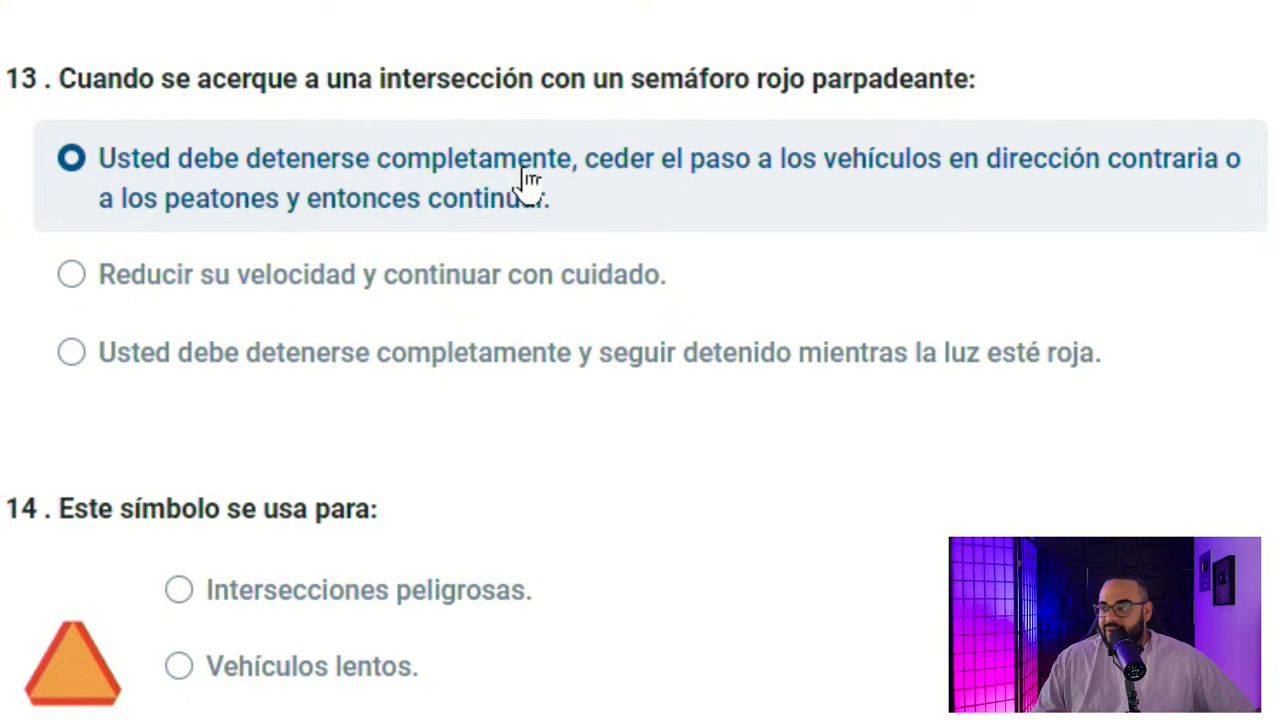 13 . Cuando se acerque a una intersección con un semáforo rojo parpadeante:
Usted debe detenerse completamente, ceder el paso a los vehículos en dirección contraria o
a los peatones y entonces continuar.
Reducir su velocidad y continuar con cuidado.
Usted debe detenerse completamente y seguir detenido mientras la luz esté roja.
14 . Este símbolo se usa para:
Intersecciones peligrosas.
Vehículos lentos.